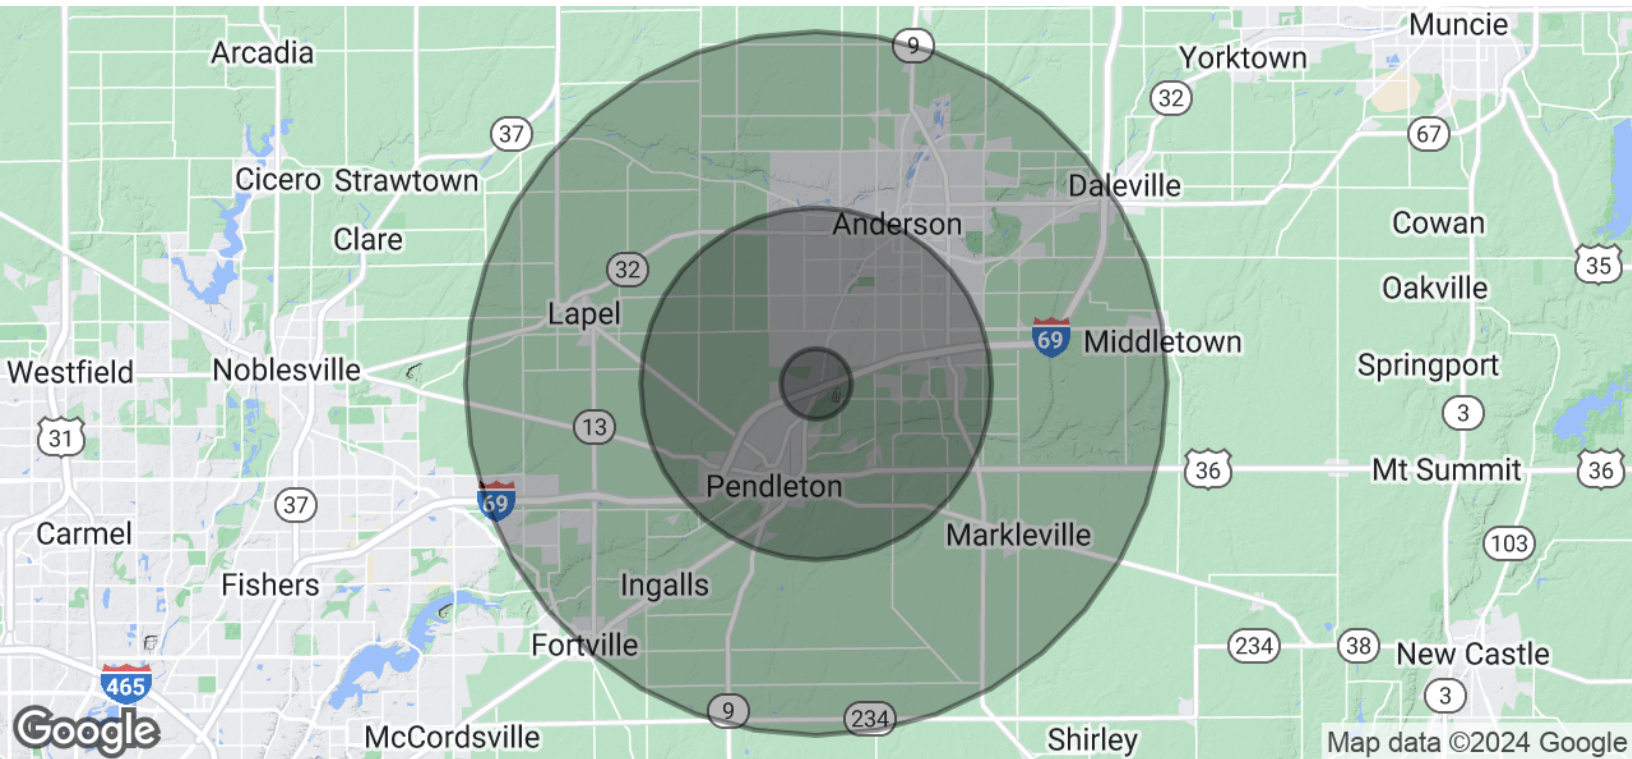 Muncie
9
Arcadia
Yorktown
32
37
67
Cicero
Strawtown
Daleville
Anderson
Cowan
Clare
35
32
Oakville
Lapel
69
Middletown
Springport
Westfield
Noblesville
3
13
31
36
Mt Summit
36
Pendleton
69
37
Carmel
Markleville
103
Fishers
Ingalls
Fortville
234
38
New Castle
465
3
9
234
Google
McCordsville
Shirley
Map data ©2024 Google